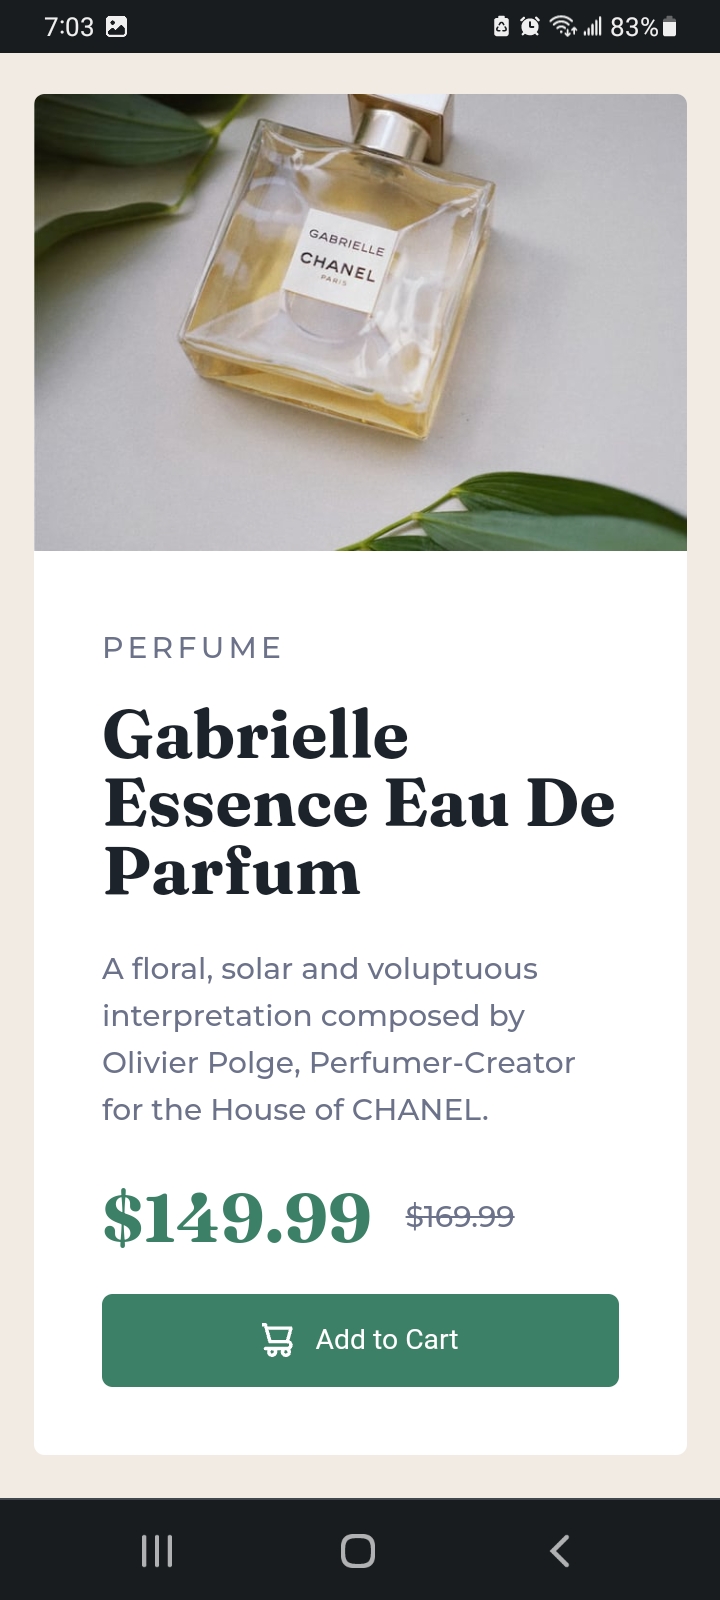 7:03 83%
GABRIELLE
CHANEL
PARIS
PERFUME
Gabrielle
Essence Eau De
Parfum
A floral, solar and voluptuous
interpretation composed by
Olivier Polge, Perfumer-Creator
for the House of CHANEL.
$149.99 $169.99
Add to Cart